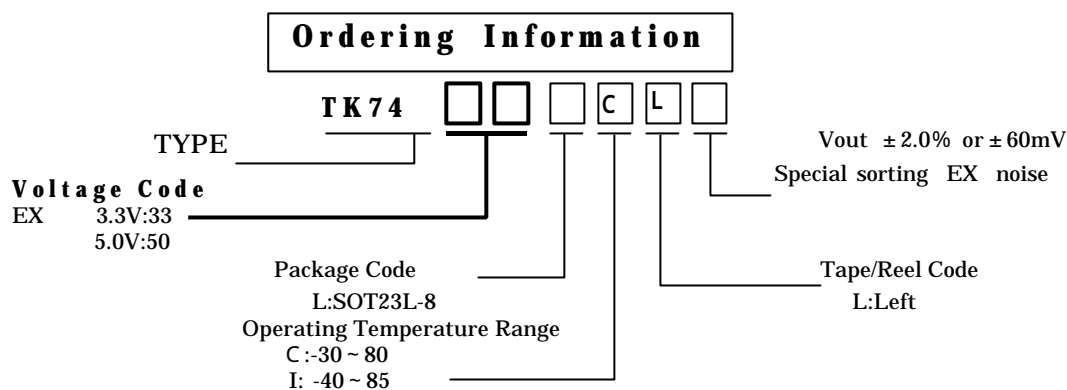 Ordering Information
TK74 C L
TYPE
Vout ±2.0% or ±60mV
Special sorting EX noise
Voltage Code
EX 3.3V:33
5.0V:50
Package Code
L:SOT23L-8
Tape/Reel Code
L:Left
Operating Temperature Range
C:-30~80
I: -40~85